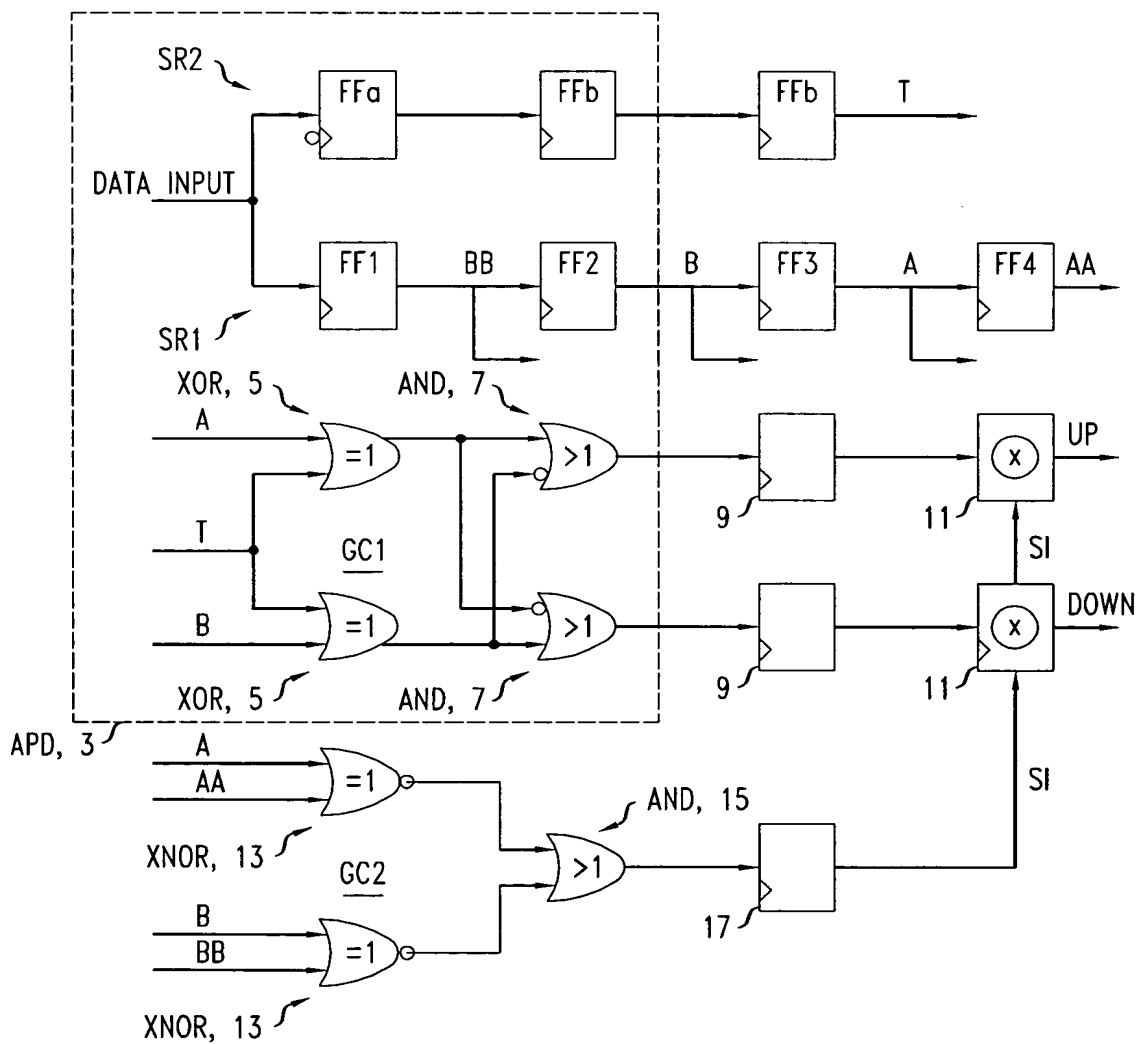 SR2
FFa
FFb
FFb
T
DATA INPUT
FF1
BB
FF2
B
FF3
A
FF4
AA
SR1
XOR, 5
AND, 7
A
=1
>1
9
x
11
UP
SI
T
GC1
B
=1
>1
9
x
11
DOWN
XOR, 5
AND, 7
APD, 3
A
AA
=1
XNOR, 13
AND, 15
SI
GC2
>1
17
B
BB
=1
XNOR, 13